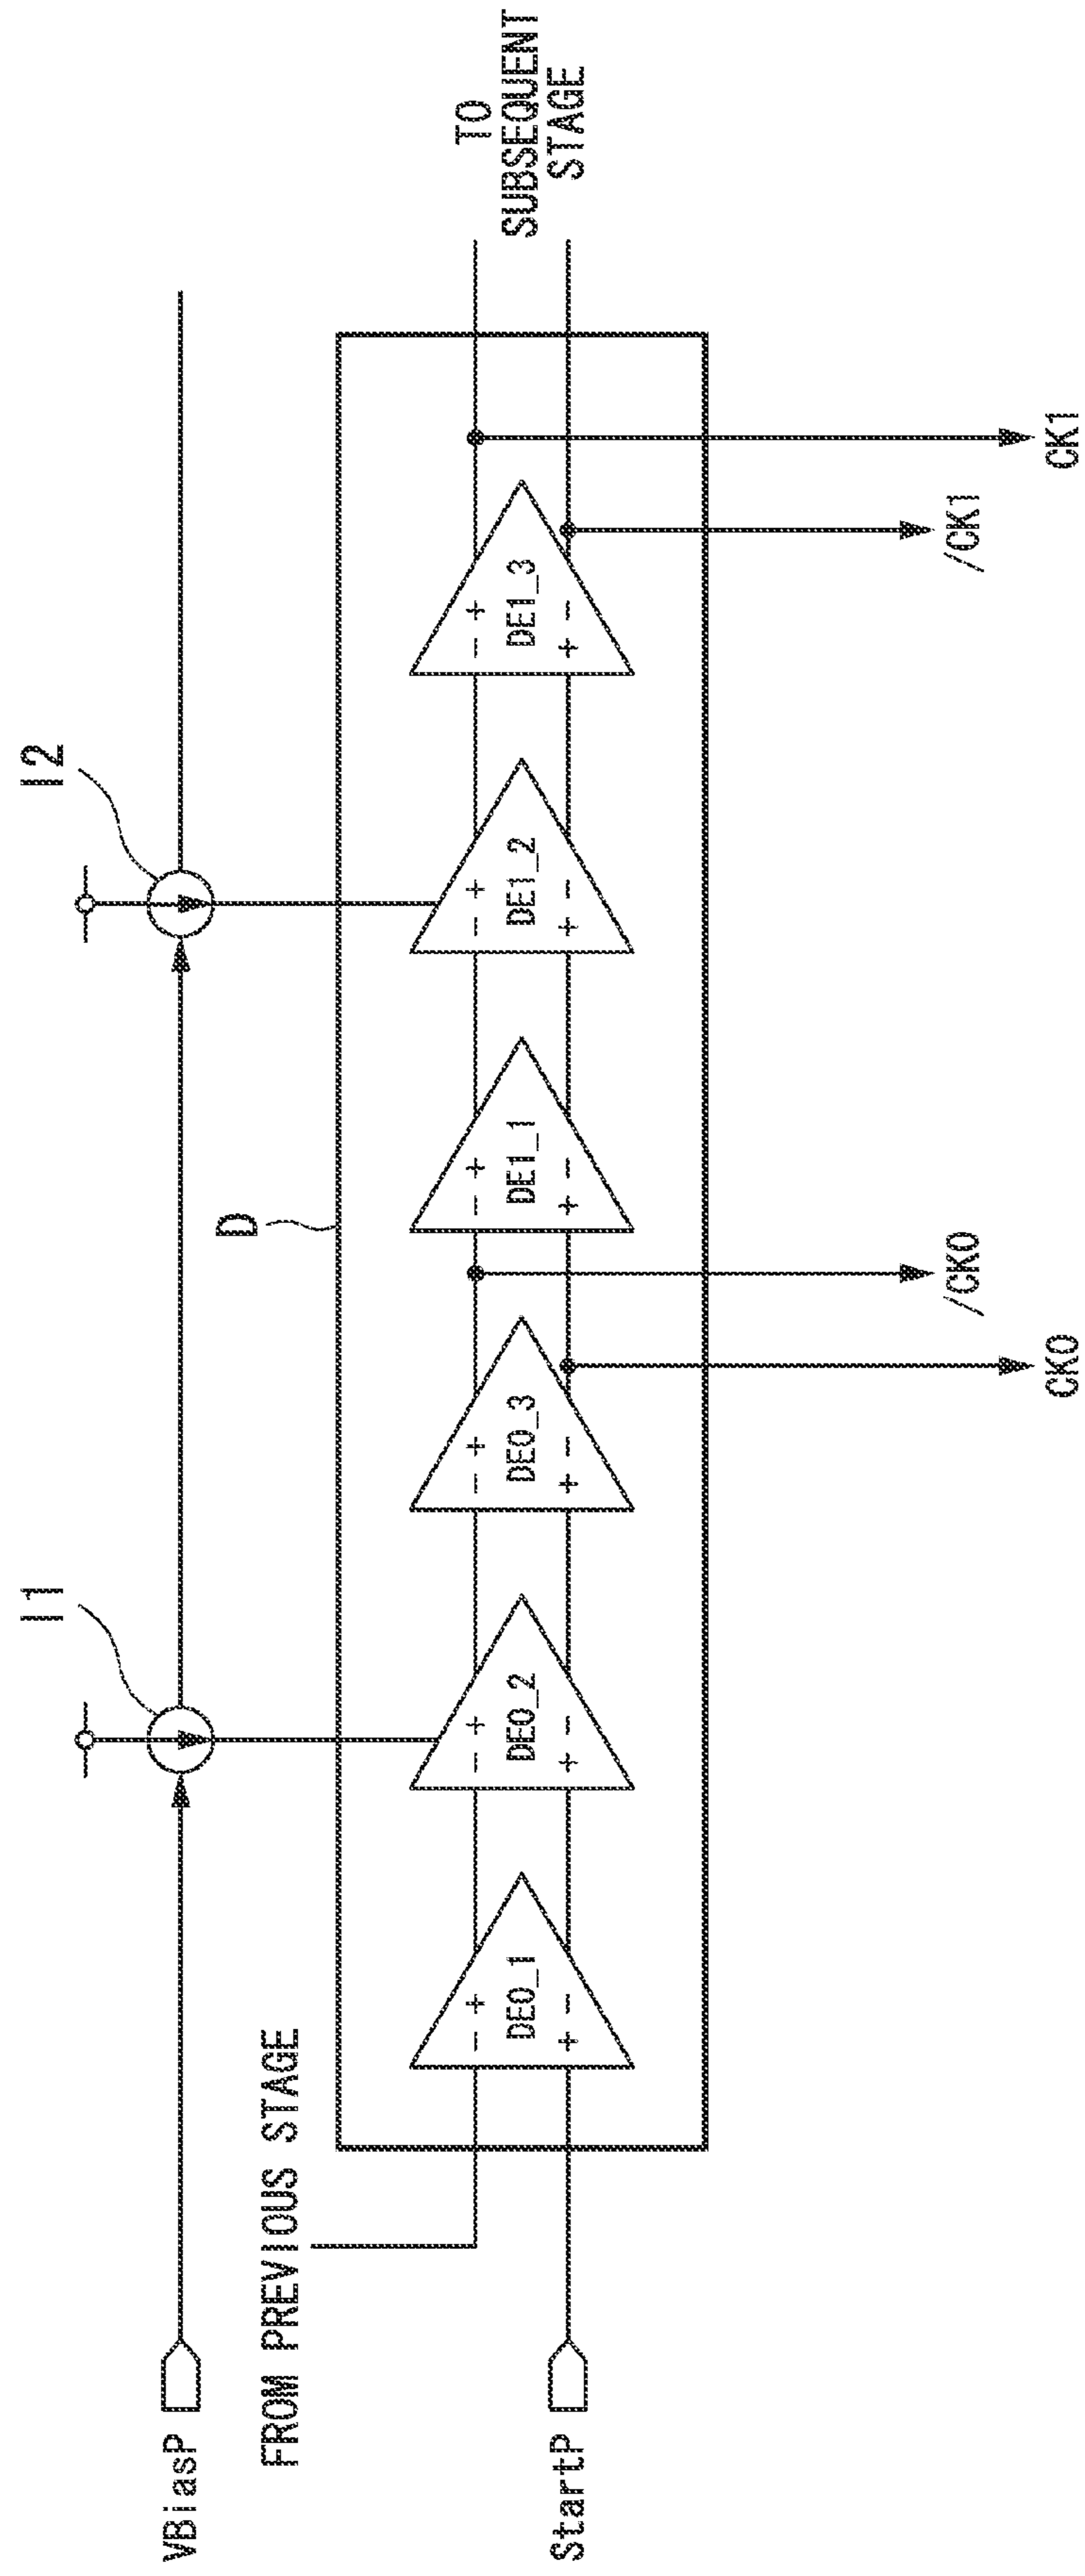 I1
I2
VBiasP
D
FROM PREVIOUS STAGE
- +
DE0_1
+ -
- +
DE0_2
+ -
- +
DE0_3
+ -
- +
DE1_1
+ -
- +
DE1_2
+ -
- +
DE1_3
+ -
TO
SUBSEQUENT
STAGE
StartP
/CK0
/CK1
CK0
CK1